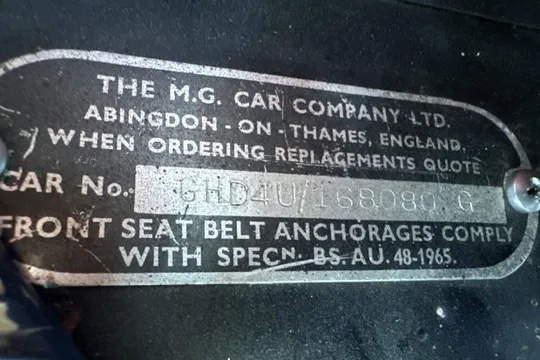 THE M.G. CAR COMPANY LTD.
ABINGDON - ON - THAMES, ENGLAND.
WHEN ORDERING REPLACEMENTS QUOTE
CAR No. GHD4U/168080 G
FRONT SEAT BELT ANCHORAGES COMPLY
WITH SPECN. BS. AU. 48-1965.